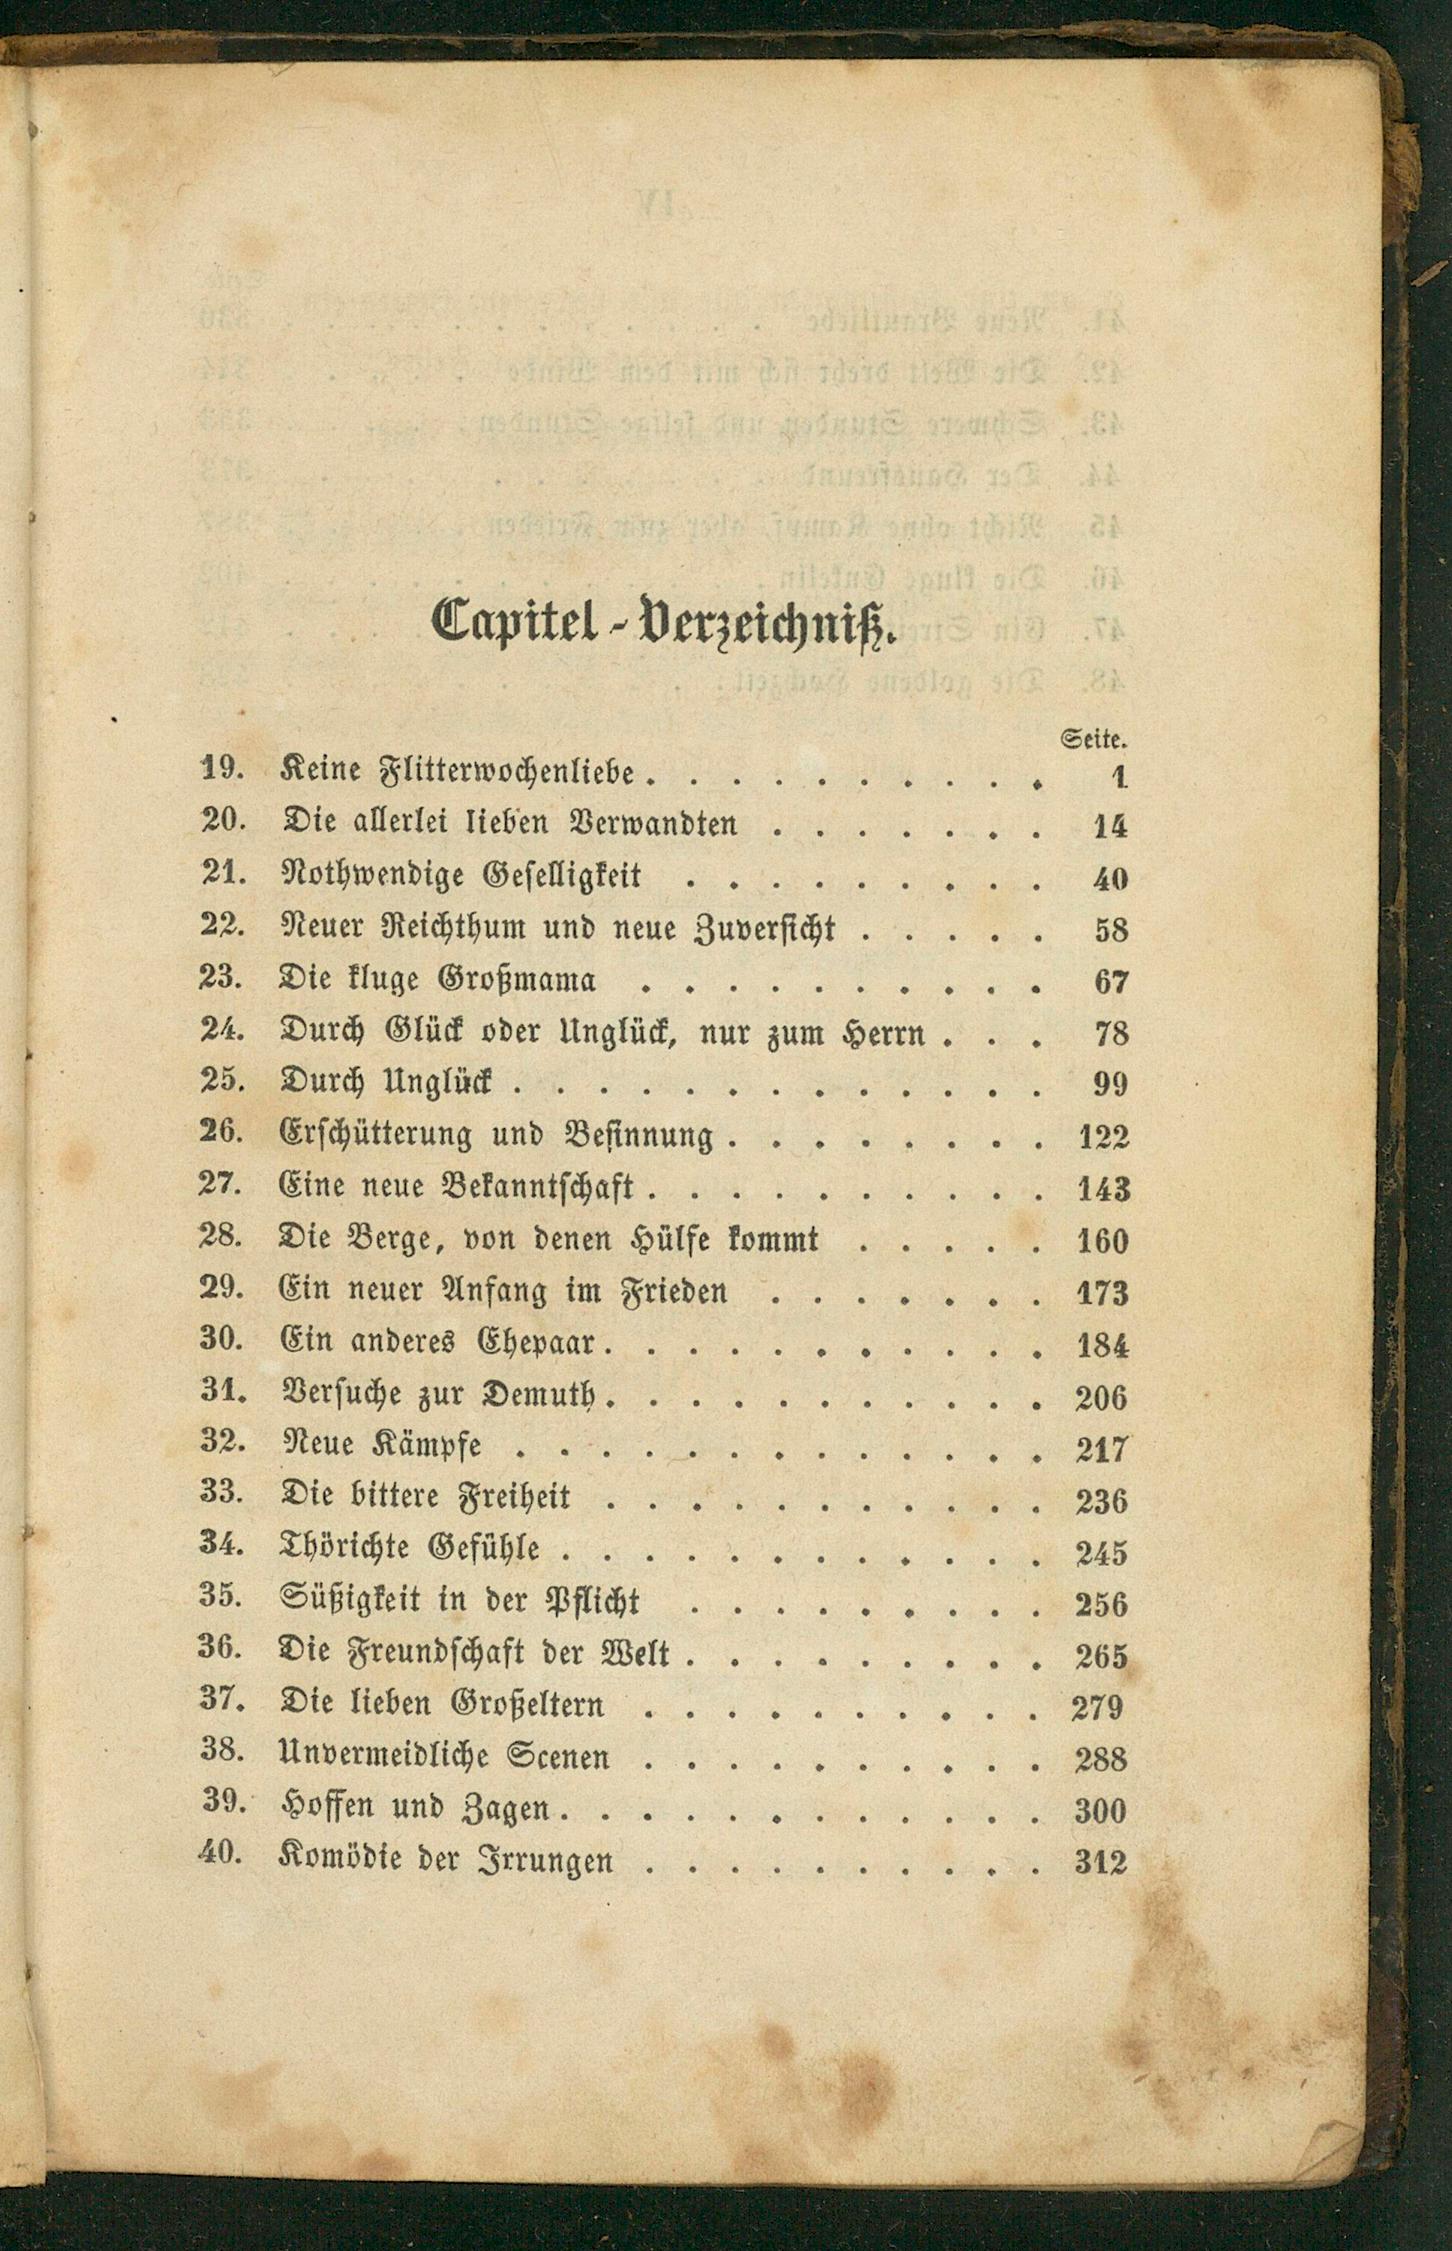 Capitel-Verzeichniß.
Seite.
19. Keine Flitterwochenliebe . . . . . . . . . . 1
20. Die allerlei lieben Verwandten . . . . . . . 14
21. Nothwendige Geselligkeit . . . . . . . . . 40
22. Neuer Reichthum und neue Zuversicht . . . . . 58
23. Die kluge Großmama . . . . . . . . . . 67
24. Durch Glück oder Unglück, nur zum Herrn . . . 78
25. Durch Unglück . . . . . . . . . . . . . 99
26. Erschütterung und Besinnung . . . . . . . . 122
27. Eine neue Bekanntschaft . . . . . . . . . . 143
28. Die Berge, von denen Hülfe kommt . . . . . 160
29. Ein neuer Anfang im Frieden . . . . . . . 173
30. Ein anderes Ehepaar . . . . . . . . . . . 184
31. Versuche zur Demuth . . . . . . . . . . . 206
32. Neue Kämpfe . . . . . . . . . . . . . 217
33. Die bittere Freiheit . . . . . . . . . . . 236
34. Thörichte Gefühle . . . . . . . . . . . . 245
35. Süßigkeit in der Pflicht . . . . . . . . . 256
36. Die Freundschaft der Welt . . . . . . . . . 265
37. Die lieben Großeltern . . . . . . . . . . 279
38. Unvermeidliche Scenen . . . . . . . . . . 288
39. Hoffen und Zagen . . . . . . . . . . . . 300
40. Komödie der Irrungen . . . . . . . . . . 312